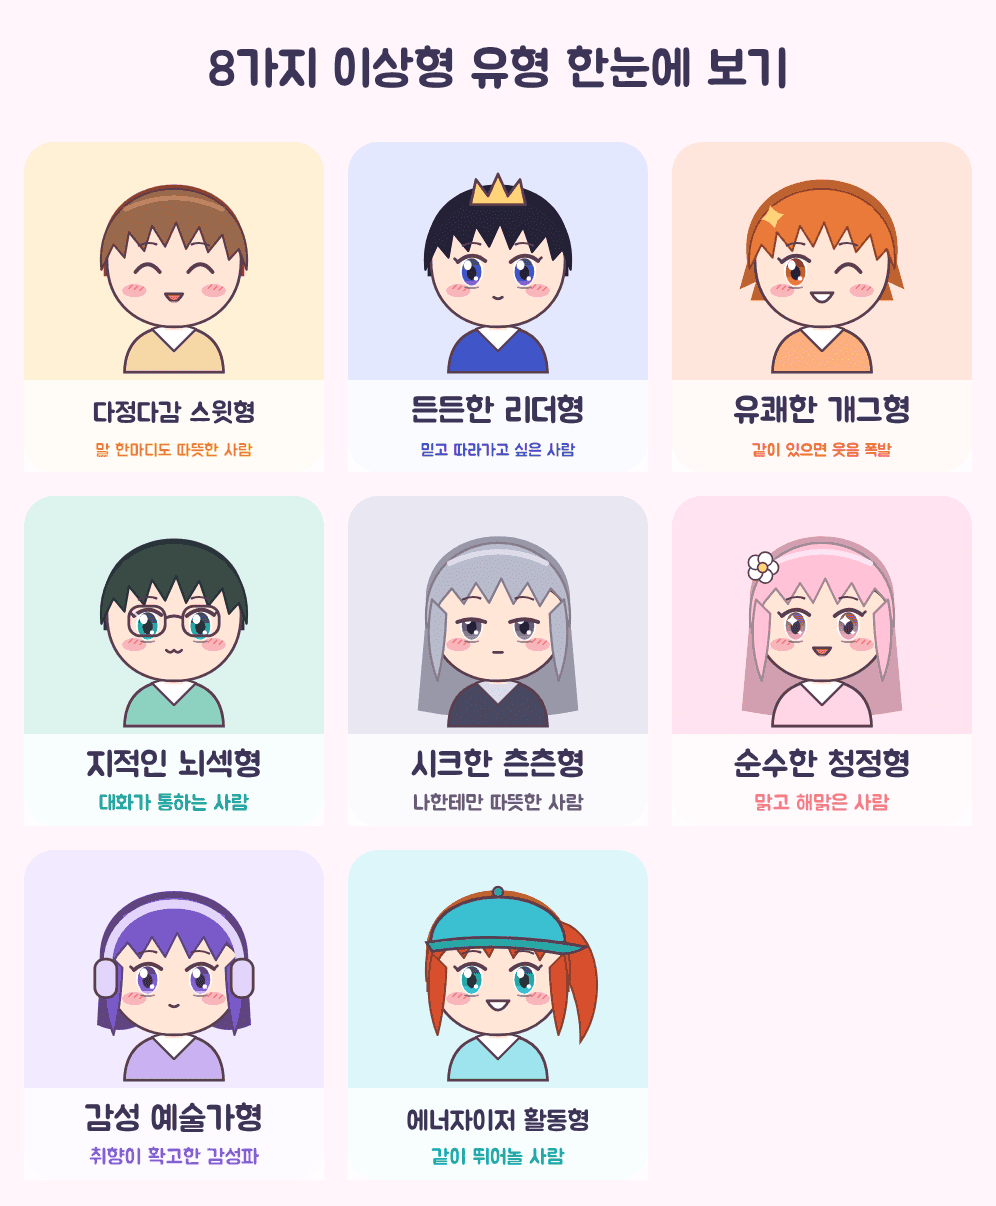 8가지 이상형 유형 한눈에 보기
다정다감 스윗형
말 한마디도 따뜻한 사람
든든한 리더형
믿고 따라가고 싶은 사람
유쾌한 개그형
같이 있으면 웃음 폭발
지적인 뇌섹형
대화가 통하는 사람
시크한 츤츤형
나한테만 따뜻한 사람
순수한 청정형
맑고 해맑은 사람
감성 예술가형
취향이 확고한 감성파
에너자이저 활동형
같이 뛰어놀 사람